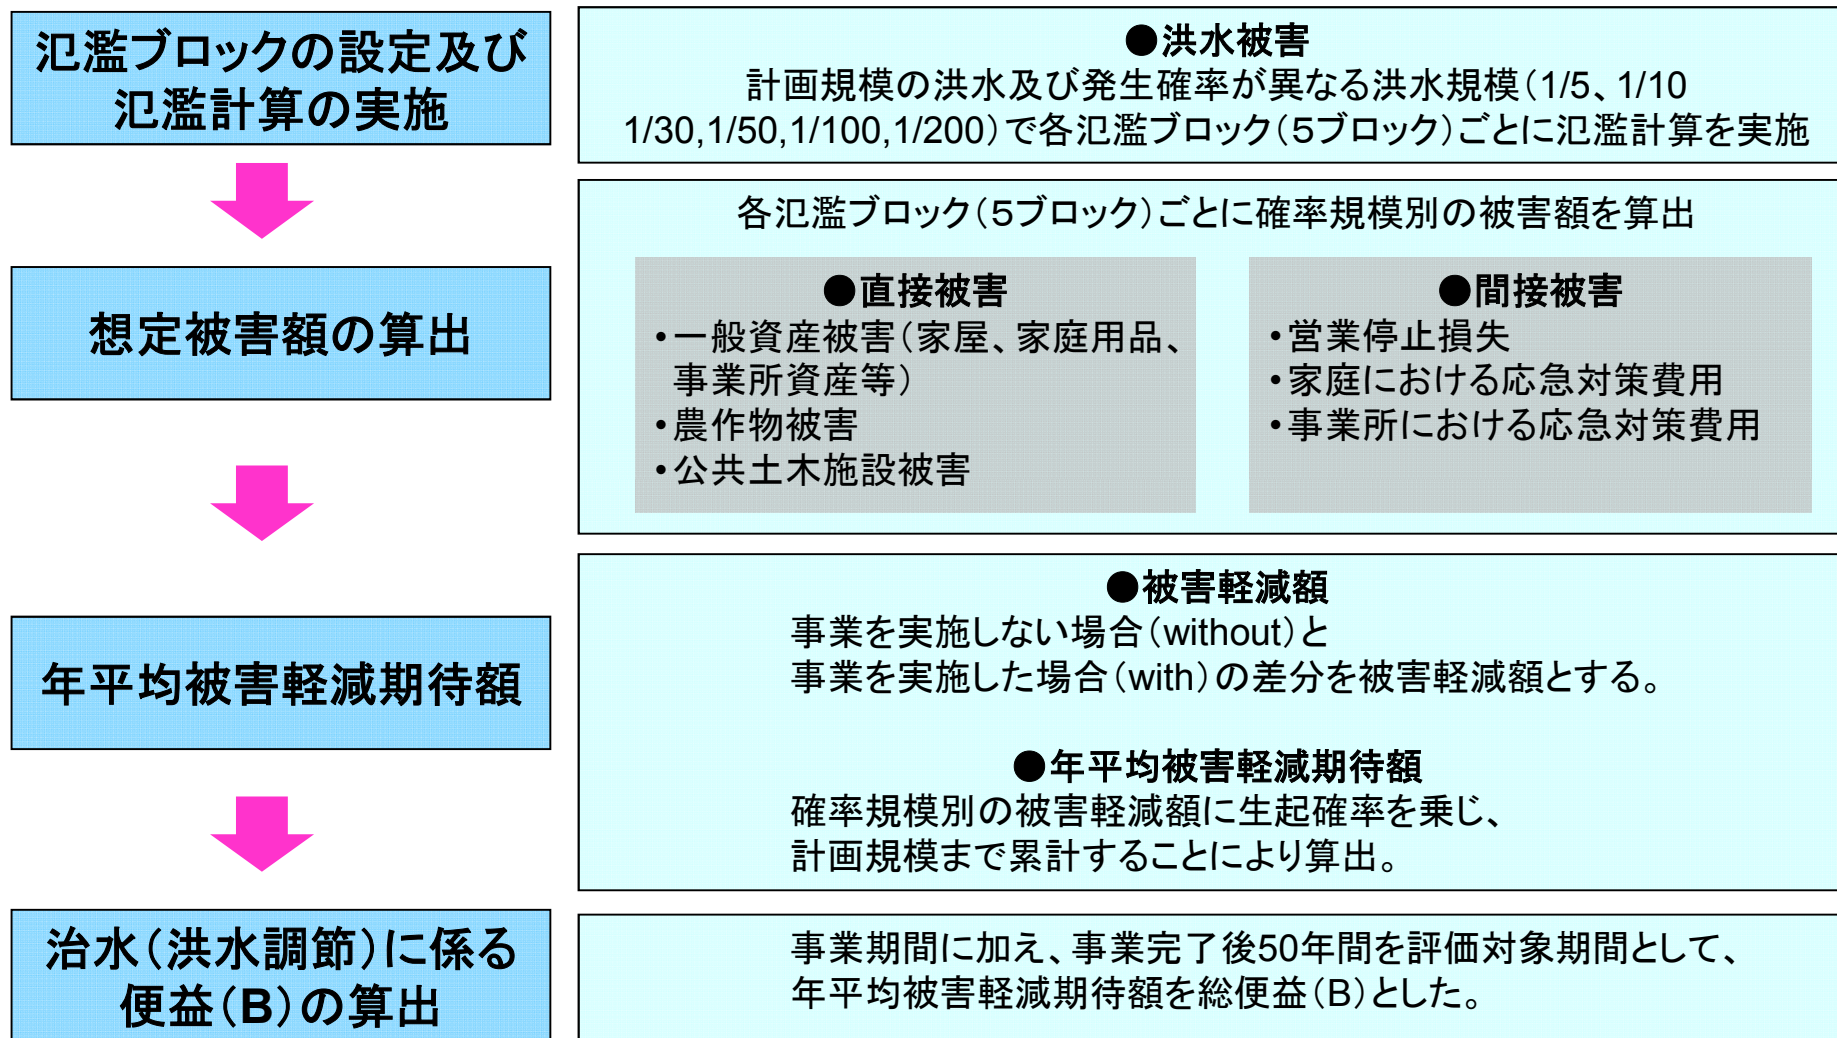 氾濫ブロックの設定及び
氾濫計算の実施
●洪水被害
計画規模の洪水及び発生確率が異なる洪水規模（1/5、1/10
1/30,1/50,1/100,1/200）で各氾濫ブロック（５ブロック）ごとに氾濫計算を実施
各氾濫ブロック（５ブロック）ごとに確率規模別の被害額を算出
想定被害額の算出
●直接被害
・一般資産被害（家屋、家庭用品、
事業所資産等）
・農作物被害
・公共土木施設被害
●間接被害
・営業停止損失
・家庭における応急対策費用
・事業所における応急対策費用
年平均被害軽減期待額
●被害軽減額
事業を実施しない場合（without）と
事業を実施した場合（with）の差分を被害軽減額とする。
●年平均被害軽減期待額
確率規模別の被害軽減額に生起確率を乗じ、
計画規模まで累計することにより算出。
治水（洪水調節）に係る
便益（B）の算出
事業期間に加え、事業完了後50年間を評価対象期間として、
年平均被害軽減期待額を総便益（B）とした。